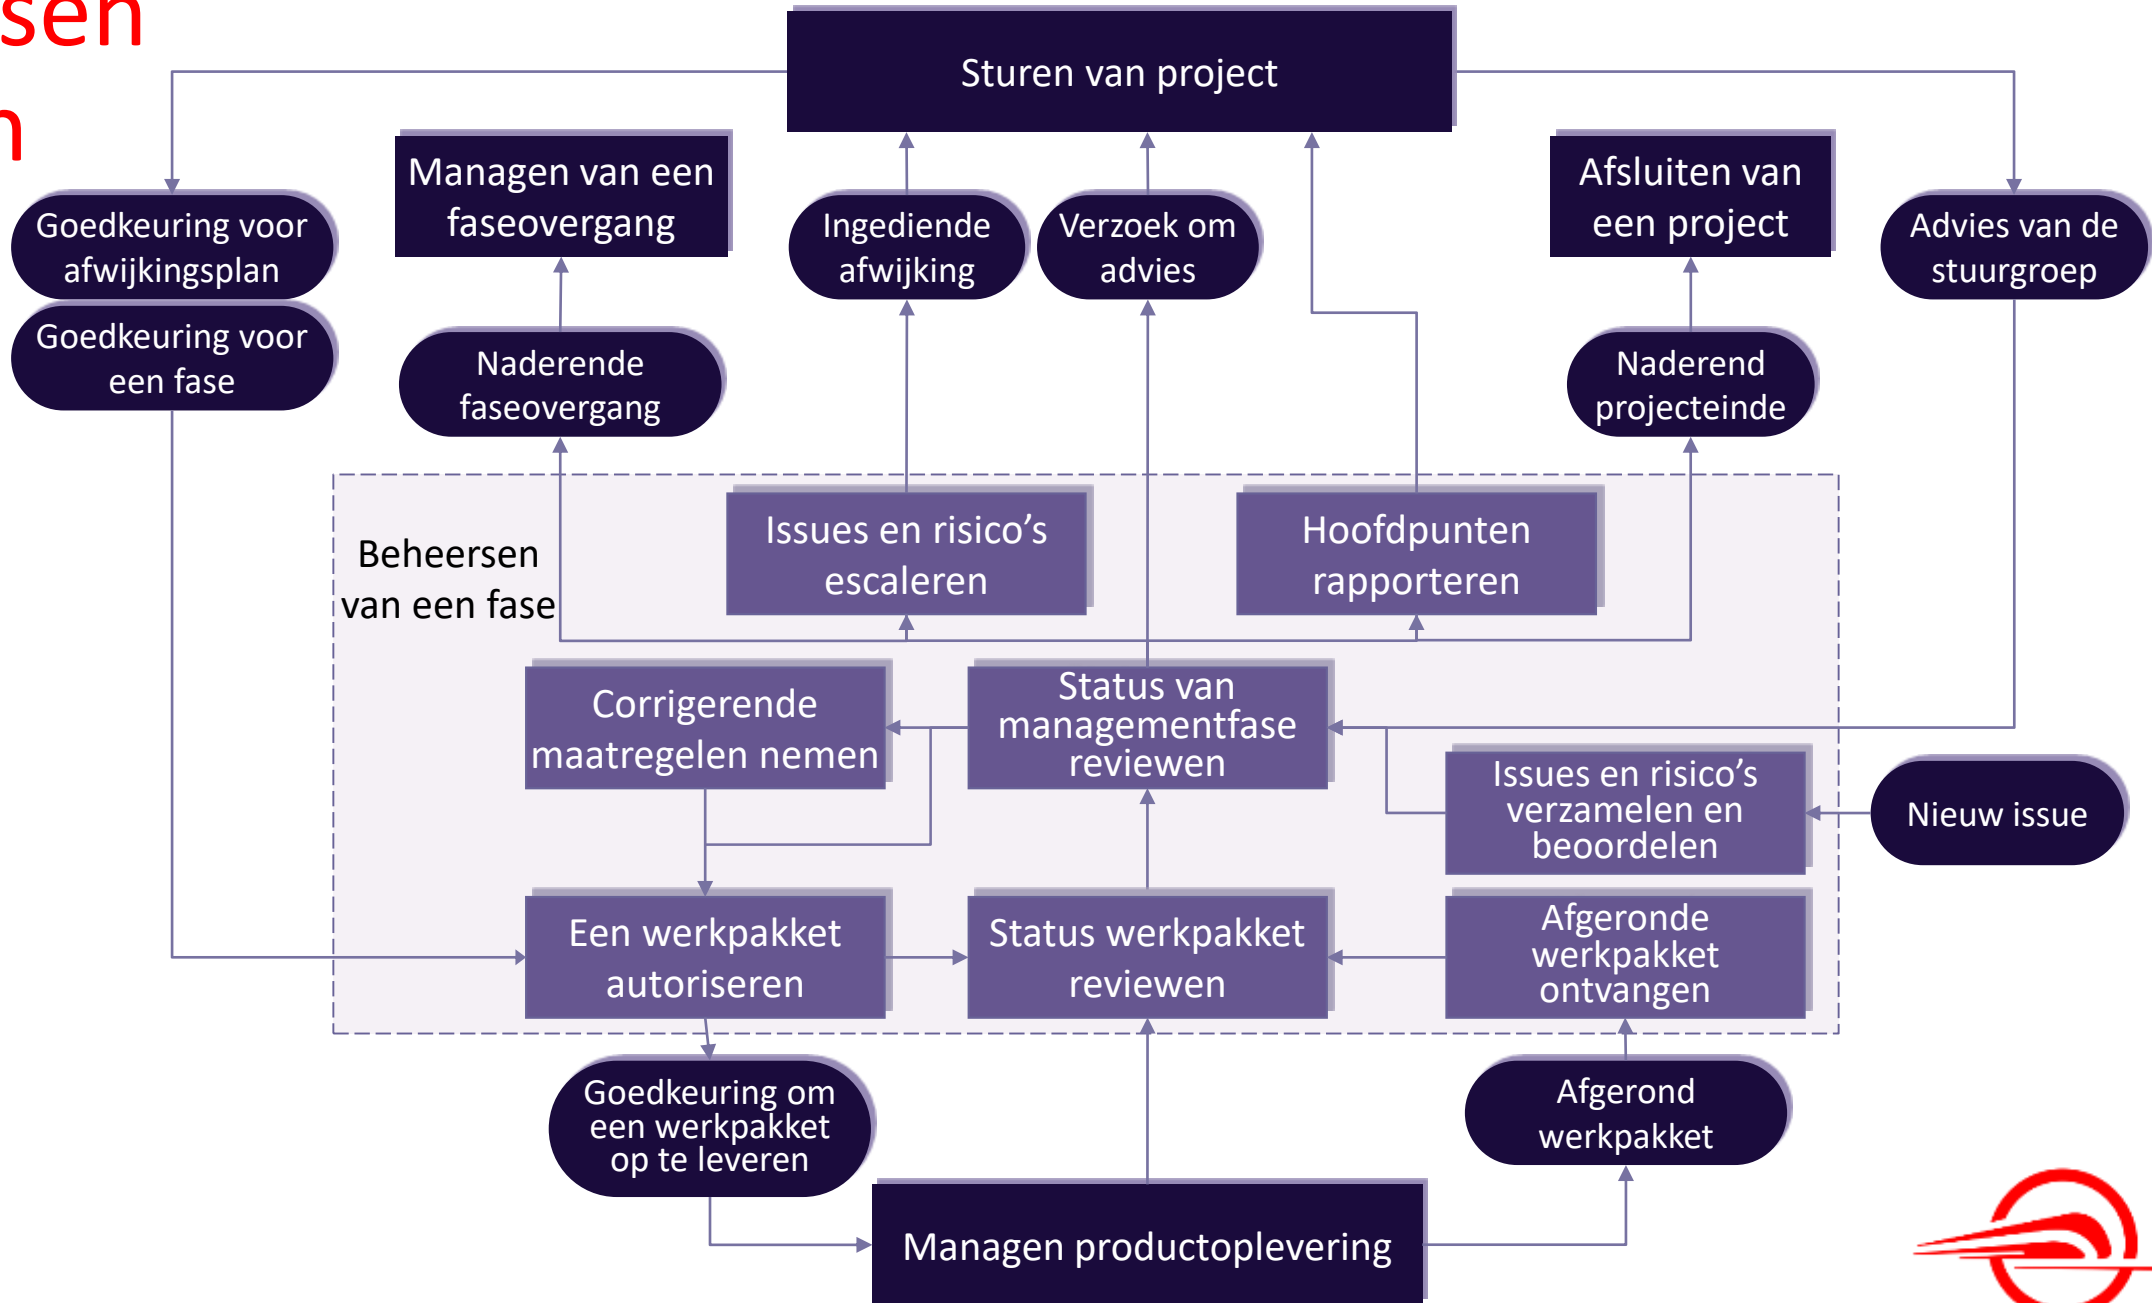 Sturen van project
Managen van een
faseovergang
Afsluiten van
een project
Goedkeuring voor
afwijkingsplan
Ingediende
afwijking
Verzoek om
advies
Advies van de
stuurgroep
Goedkeuring voor
een fase
Naderende
faseovergang
Naderend
projecteinde
Beheersen
van een fase
Issues en risico’s
escaleren
Hoofdpunten
rapporteren
Corrigerende
maatregelen nemen
Status van
managementfase
reviewen
Issues en risico’s
verzamelen en
beoordelen
Nieuw issue
Een werkpakket
autoriseren
Status werkpakket
reviewen
Afgeronde
werkpakket
ontvangen
Goedkeuring om
een werkpakket
op te leveren
Afgerond
werkpakket
Managen productoplevering